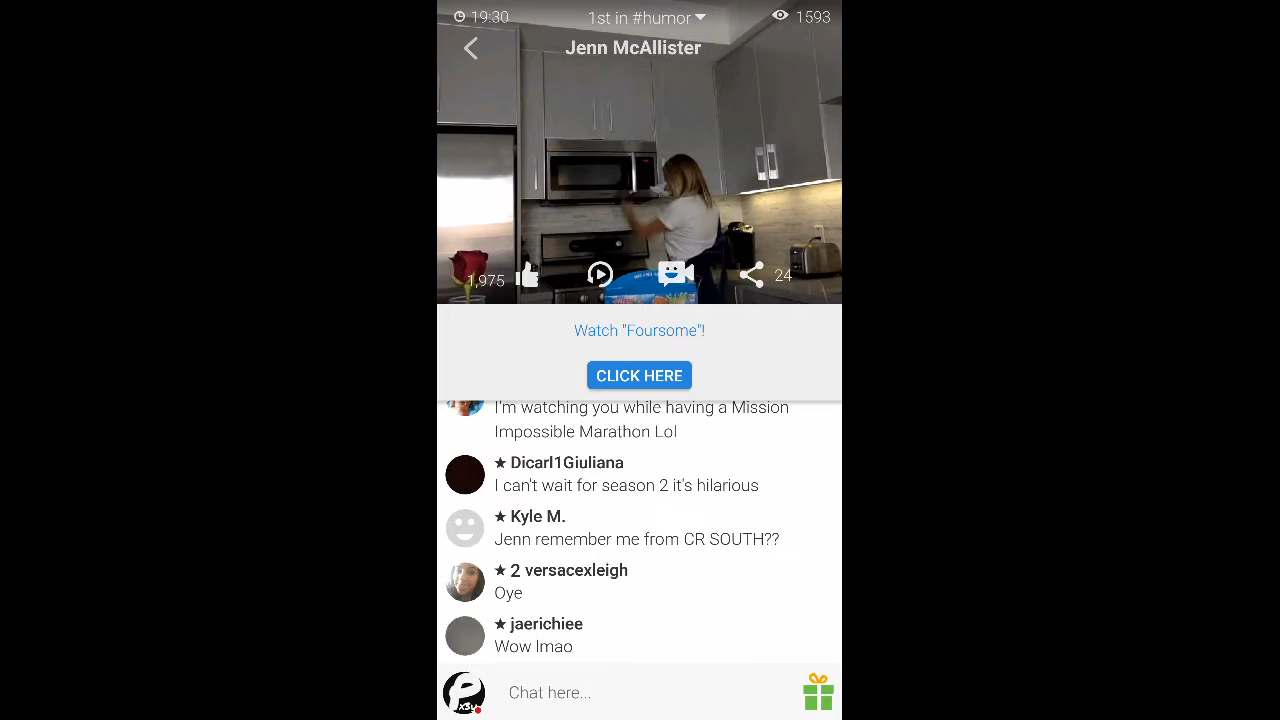 19:30
1st in #humor
1593
Jenn McAllister
1,975
24
Watch "Foursome"!
CLICK HERE
I'm watching you while having a Mission
Impossible Marathon Lol
★ Dicarl1Giuliana
I can't wait for season 2 it's hilarious
★ Kyle M.
Jenn remember me from CR SOUTH??
★ 2 versacexleigh
Oye
★ jaerichiee
Wow lmao
Chat here...